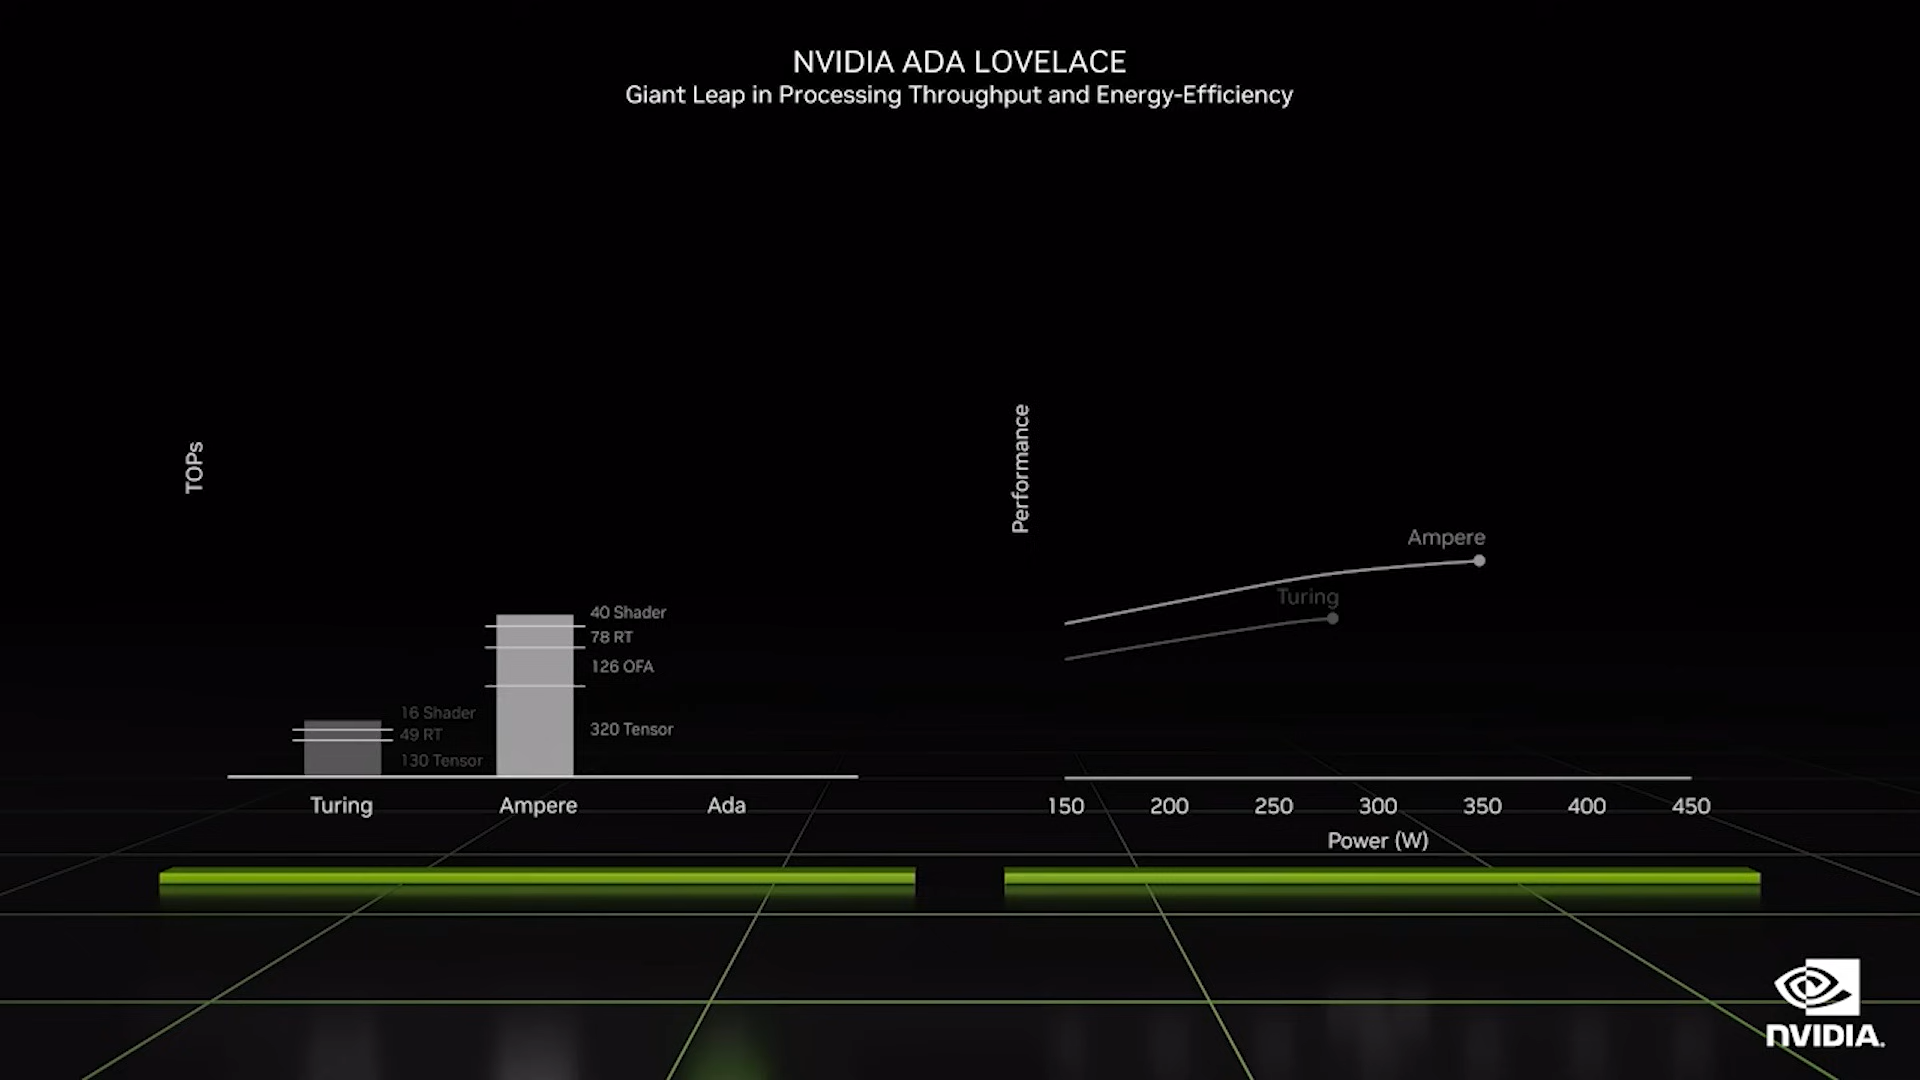 NVIDIA ADA LOVELACE
Giant Leap in Processing Throughput and Energy-Efficiency
TOPs
40 Shader
78 RT
126 OFA
320 Tensor
16 Shader
49 RT
130 Tensor
Turing Ampere Ada
Performance
Ampere
Turing
150 200 250 300 350 400 450
Power (W)
NVIDIA.